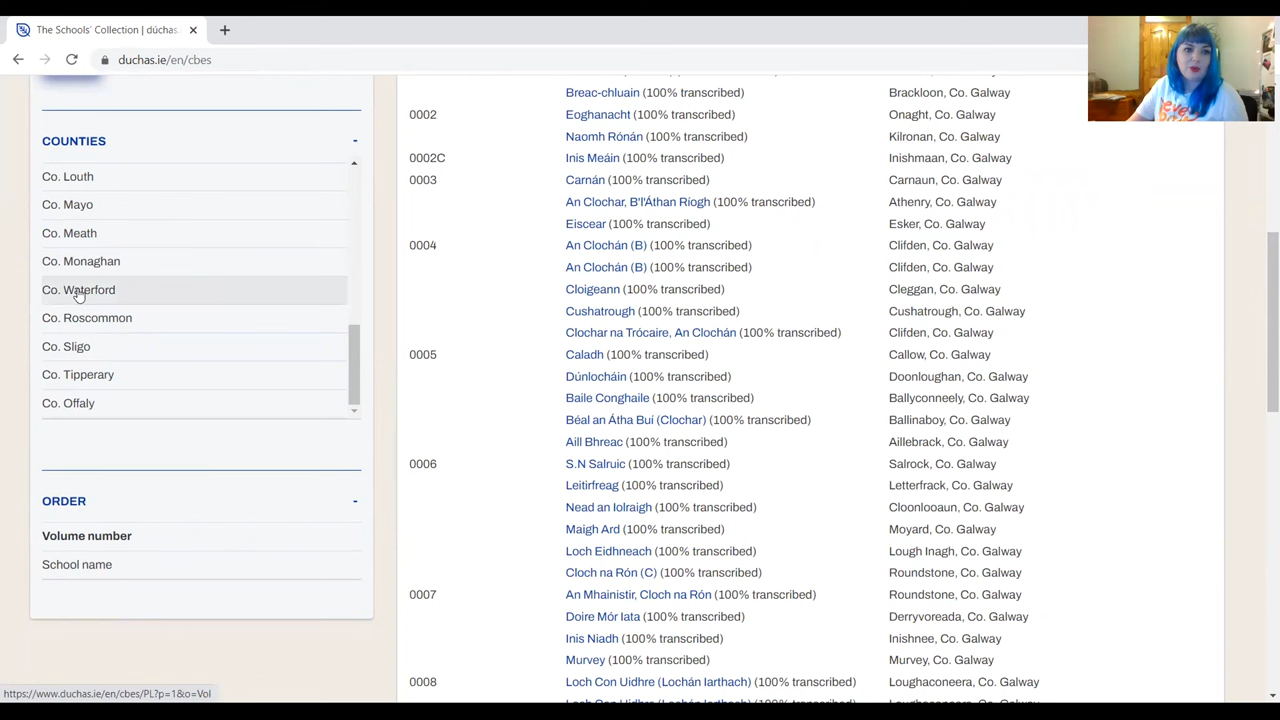 The Schools' Collection | dúchas.
duchas.ie/en/cbes
COUNTIES -
Co. Louth
Co. Mayo
Co. Meath
Co. Monaghan
Co. Waterford
Co. Roscommon
Co. Sligo
Co. Tipperary
Co. Offaly
ORDER -
Volume number
School name
Breac-chluain (100% transcribed) Brackloon, Co. Galway
0002 Eoghanacht (100% transcribed) Onaght, Co. Galway
Naomh Rónán (100% transcribed) Kilronan, Co. Galway
0002C Inis Meáin (100% transcribed) Inishmaan, Co. Galway
0003 Carnán (100% transcribed) Carnaun, Co. Galway
An Clochar, B'l'Áthan Ríogh (100% transcribed) Athenry, Co. Galway
Eiscear (100% transcribed) Esker, Co. Galway
0004 An Clochán (B) (100% transcribed) Clifden, Co. Galway
An Clochán (B) (100% transcribed) Clifden, Co. Galway
Cloigeann (100% transcribed) Cleggan, Co. Galway
Cushatrough (100% transcribed) Cushatrough, Co. Galway
Clochar na Trócaire, An Clochán (100% transcribed) Clifden, Co. Galway
0005 Caladh (100% transcribed) Callow, Co. Galway
Dúnlocháin (100% transcribed) Doonloughan, Co. Galway
Baile Conghaile (100% transcribed) Ballyconneely, Co. Galway
Béal an Átha Buí (Clochar) (100% transcribed) Ballinaboy, Co. Galway
Aill Bhreac (100% transcribed) Aillebrack, Co. Galway
0006 S.N Salruic (100% transcribed) Salrock, Co. Galway
Leitirfreag (100% transcribed) Letterfrack, Co. Galway
Nead an Iolraigh (100% transcribed) Cloonlooaun, Co. Galway
Maigh Ard (100% transcribed) Moyard, Co. Galway
Loch Eidhneach (100% transcribed) Lough Inagh, Co. Galway
Cloch na Rón (C) (100% transcribed) Roundstone, Co. Galway
0007 An Mhainistir, Cloch na Rón (100% transcribed) Roundstone, Co. Galway
Doire Mór Iata (100% transcribed) Derryvoreada, Co. Galway
Inis Niadh (100% transcribed) Inishnee, Co. Galway
Murvey (100% transcribed) Murvey, Co. Galway
0008 Loch Con Uidhre (Lochán Iarthach) (100% transcribed) Loughaconeera, Co. Galway
https://www.duchas.ie/en/cbes/PL?p=1&o=Vol